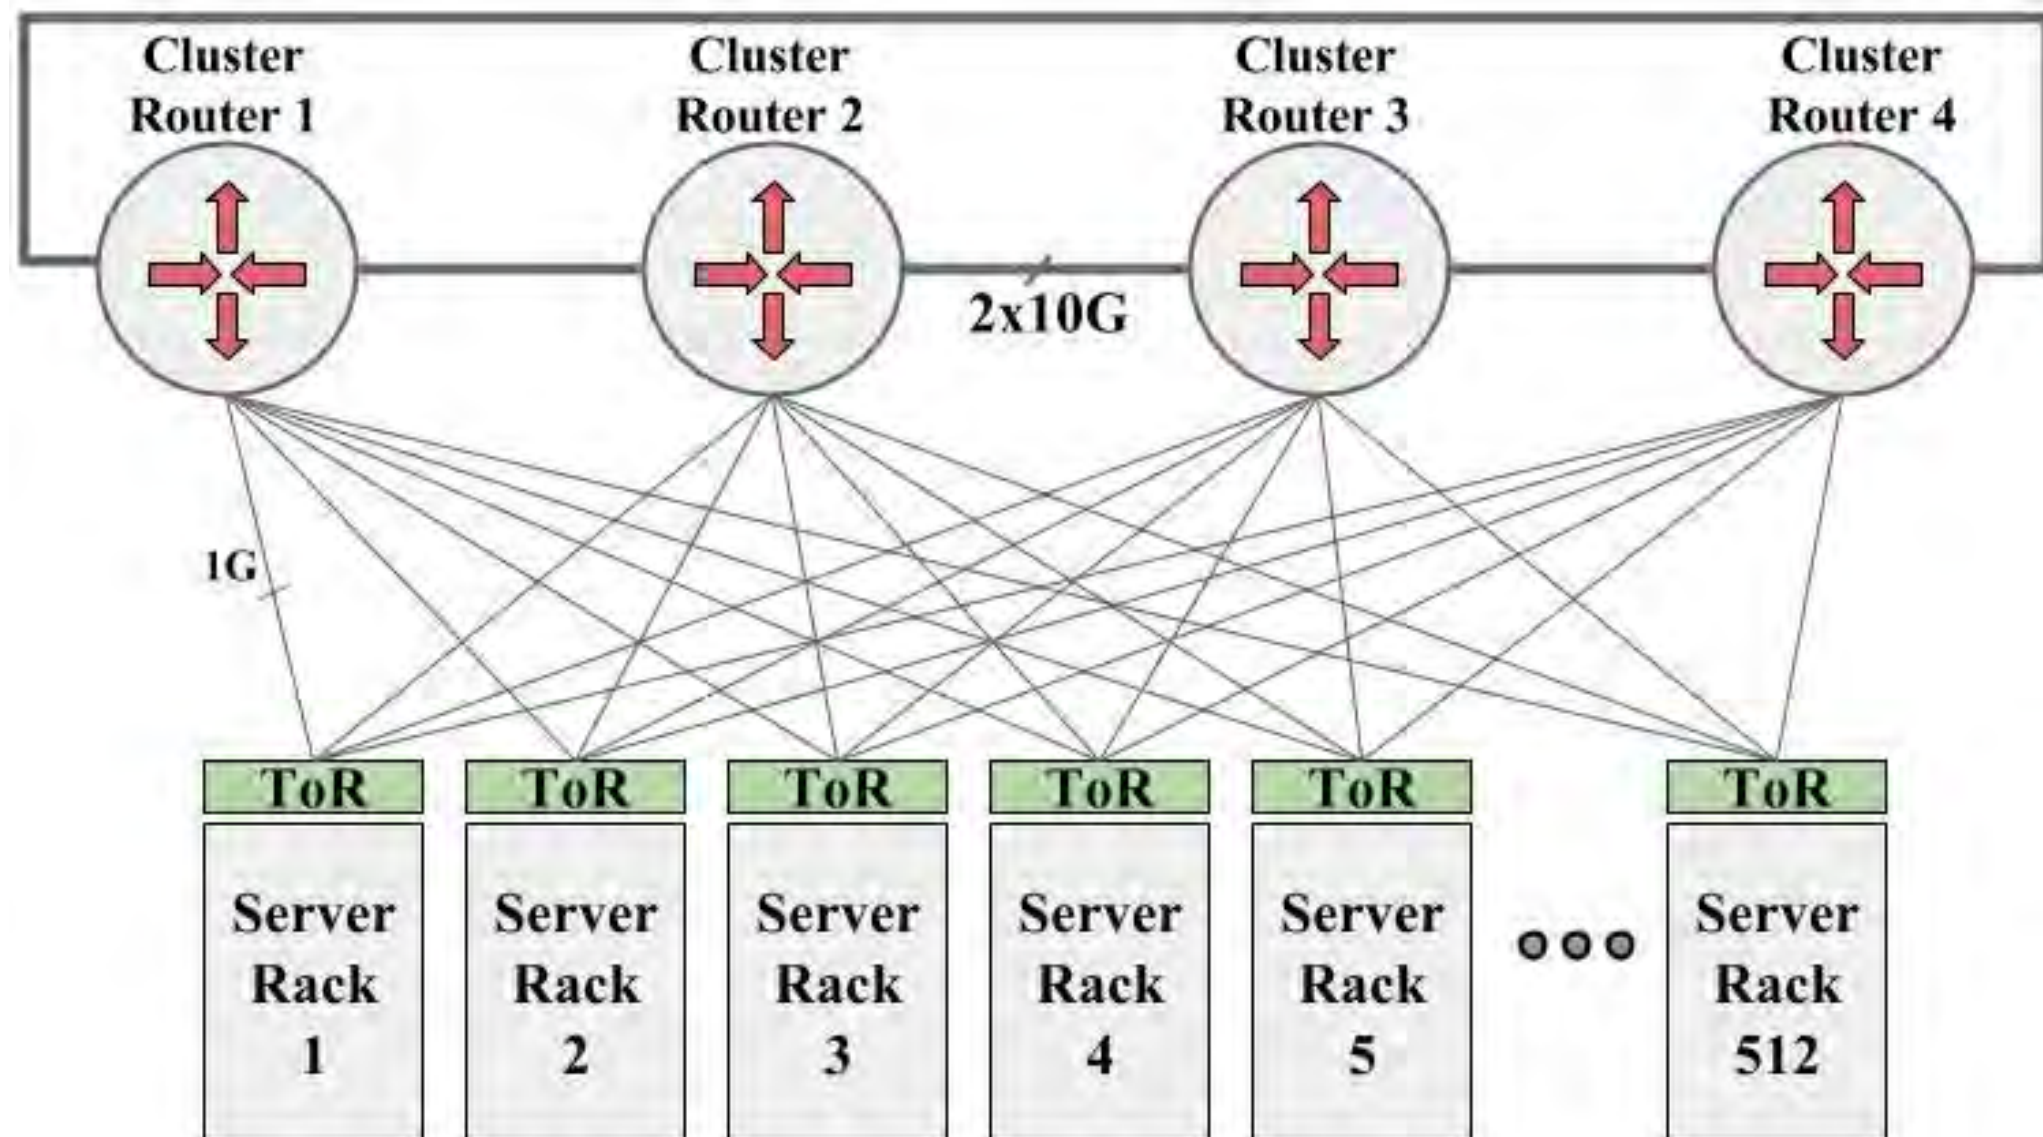 Cluster
Router 1
Cluster
Router 2
Cluster
Router 3
Cluster
Router 4
2x10G
1G
ToR
ToR
ToR
ToR
ToR
ToR
Server
Rack
1
Server
Rack
2
Server
Rack
3
Server
Rack
4
Server
Rack
5
Server
Rack
512